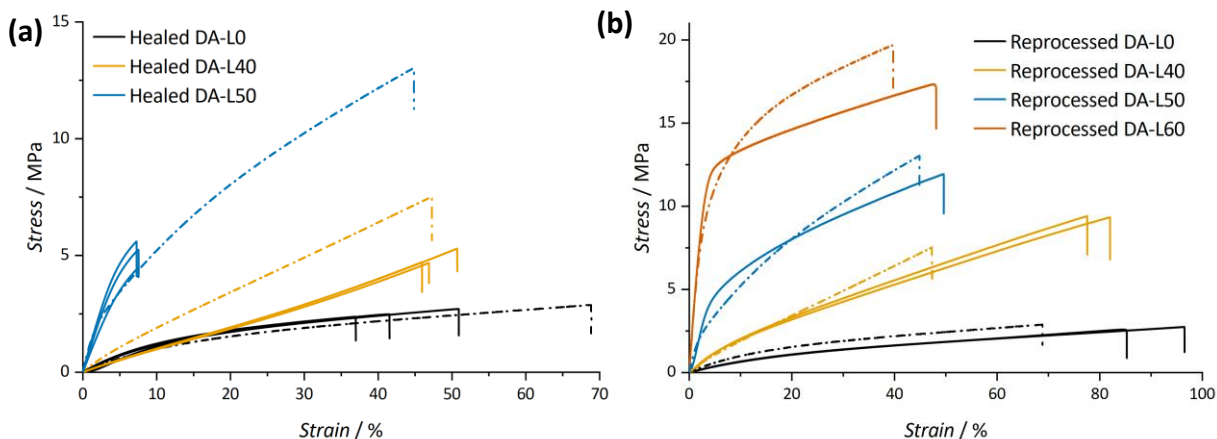 (a)
Healed DA-L0
Healed DA-L40
Healed DA-L50
Stress / MPa
15
10
5
0
0 10 20 30 40 50 60 70
Strain / %
(b)
Reprocessed DA-L0
Reprocessed DA-L40
Reprocessed DA-L50
Reprocessed DA-L60
Stress / MPa
20
15
10
5
0
0 20 40 60 80 100
Strain / %